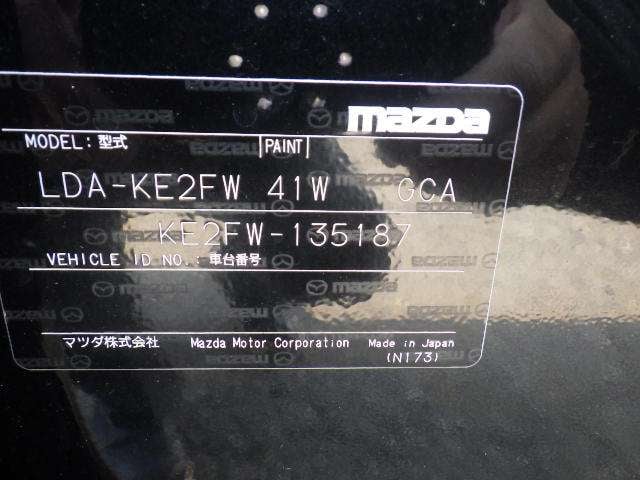 mazda
MODEL: 型式 PAINT
LDA-KE2FW 41W GCA
KE2FW-135187
VEHICLE ID NO.: 車台番号
マツダ株式会社 Mazda Motor Corporation Made in Japan
(N173)